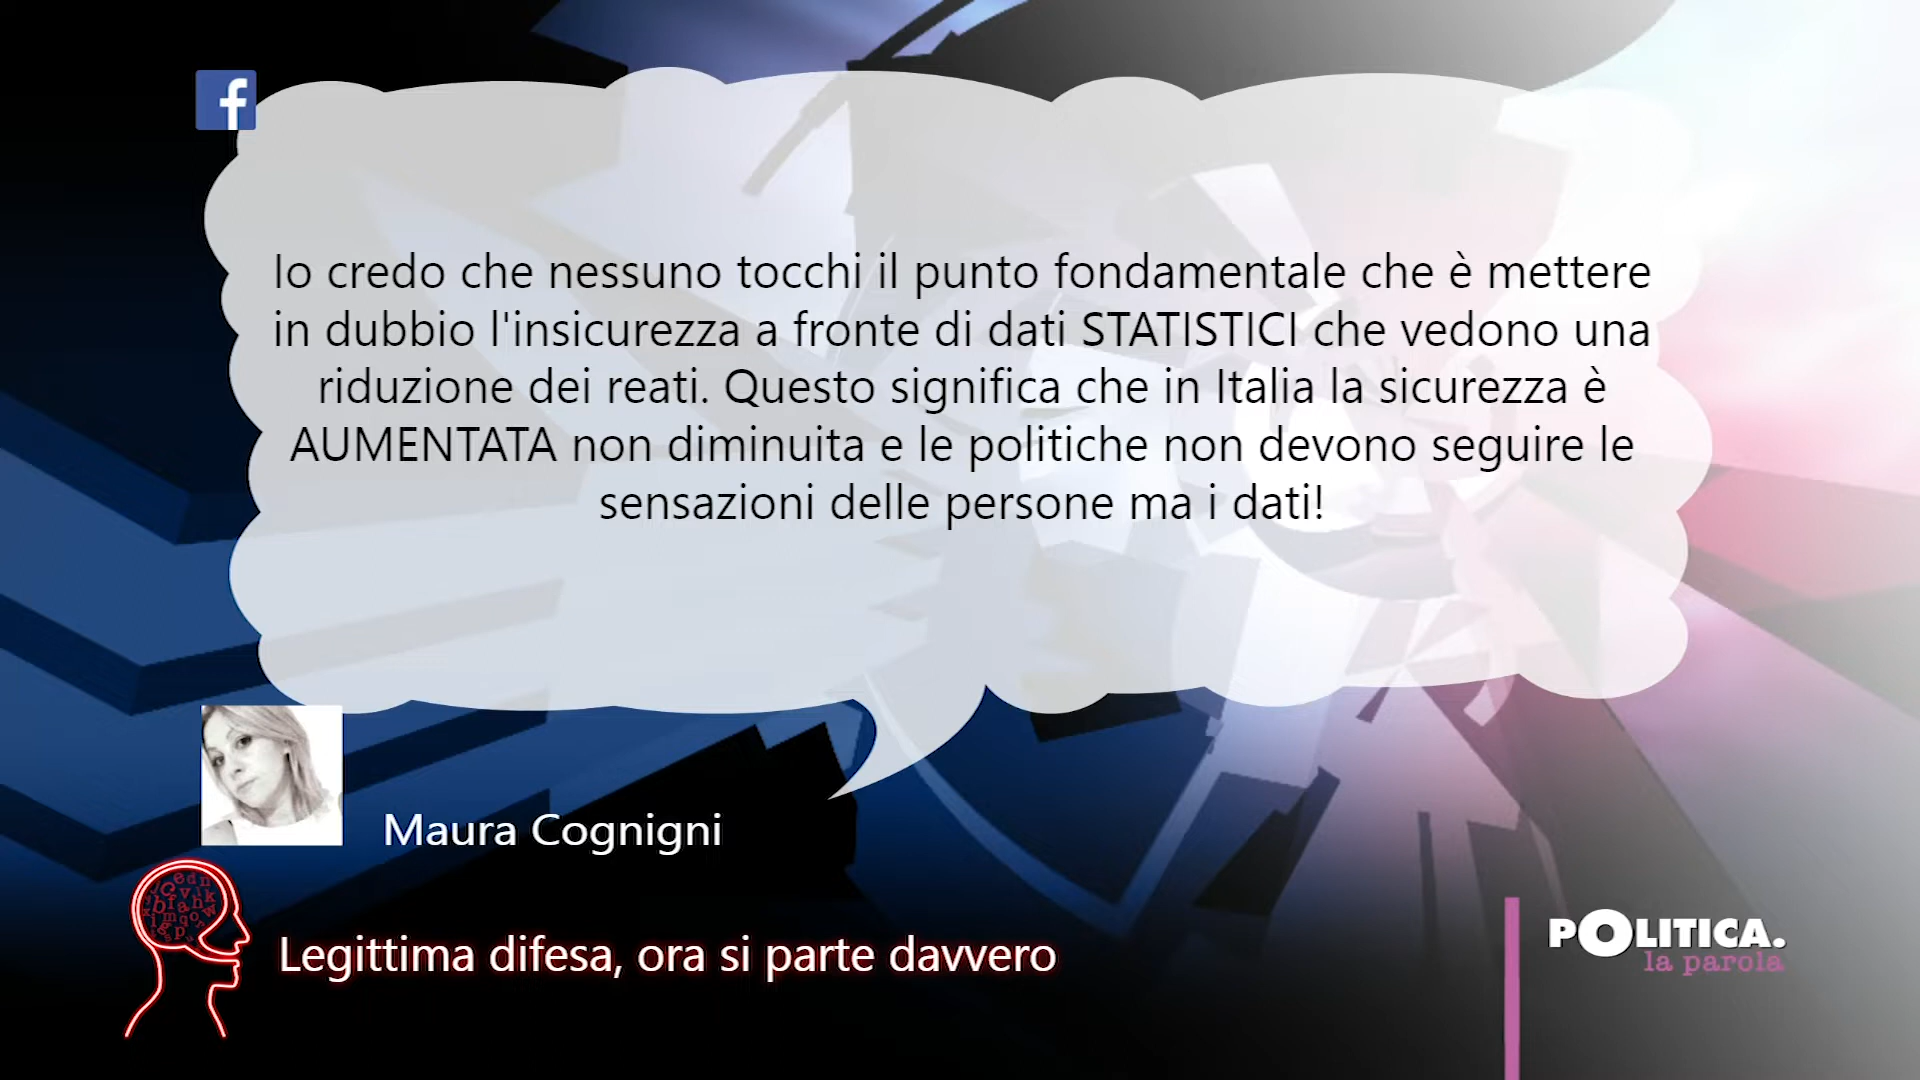 Io credo che nessuno tocchi il punto fondamentale che è mettere
in dubbio l'insicurezza a fronte di dati STATISTICI che vedono una
riduzione dei reati. Questo significa che in Italia la sicurezza è
AUMENTATA non diminuita e le politiche non devono seguire le
sensazioni delle persone ma i dati!
Maura Cognigni
Legittima difesa, ora si parte davvero
POLITICA.
la parola